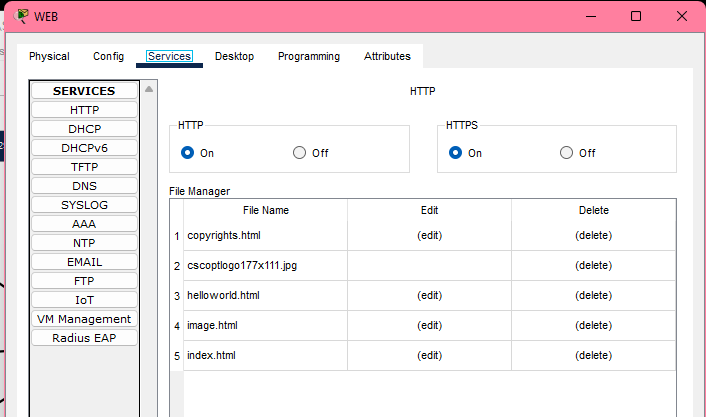 WEB
Physical Config Services Desktop Programming Attributes
SERVICES
HTTP
DHCP
DHCPv6
TFTP
DNS
SYSLOG
AAA
NTP
EMAIL
FTP
IoT
VM Management
Radius EAP
HTTP
HTTP
On Off
HTTPS
On Off
File Manager
File Name Edit Delete
1 copyrights.html (edit) (delete)
2 cscoptlogo177x111.jpg (delete)
3 helloworld.html (edit) (delete)
4 image.html (edit) (delete)
5 index.html (edit) (delete)